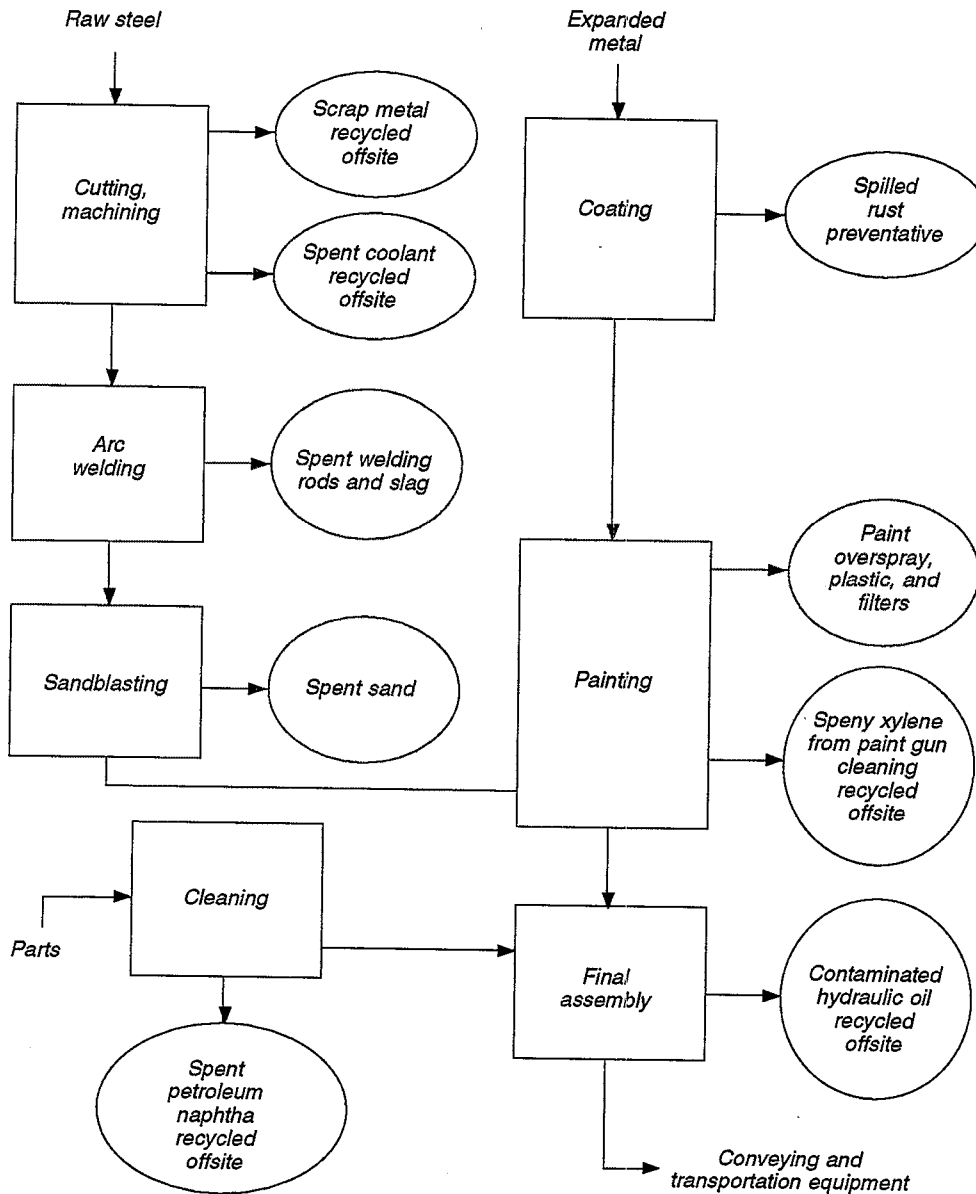 Raw steel
Expanded
metal
Scrap metal
recycled
offsite
Cutting,
machining
Spent coolant
recycled
offsite
Coating
Spilled
rust
preventative
Arc
welding
Spent welding
rods and slag
Paint
overspray,
plastic, and
filters
Sandblasting
Spent sand
Painting
Speny xylene
from paint gun
cleaning
recycled
offsite
Cleaning
Parts
Final
assembly
Contaminated
hydraulic oil
recycled
offsite
Spent
petroleum
naphtha
recycled
offsite
Conveying and
transportation equipment